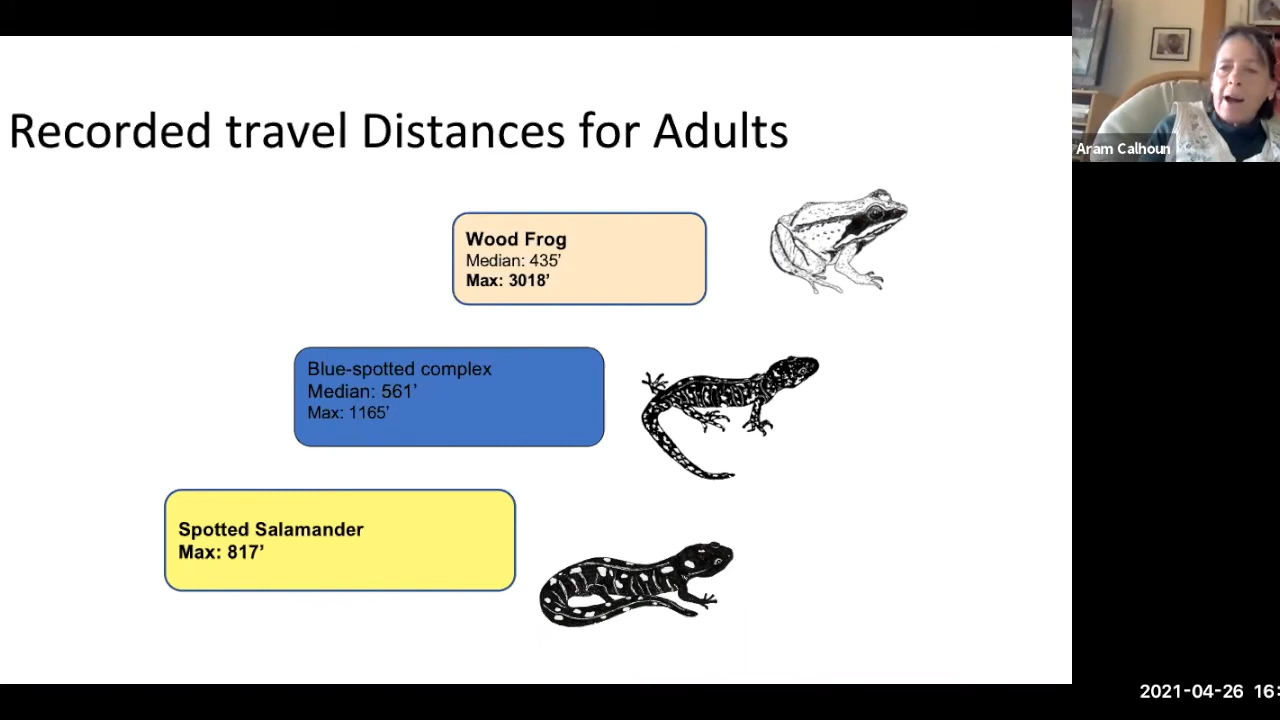 Recorded travel Distances for Adults
Aram Calhoun
Wood Frog
Median: 435’
Max: 3018’
Blue-spotted complex
Median: 561’
Max: 1165’
Spotted Salamander
Max: 817’
2021-04-26 16: